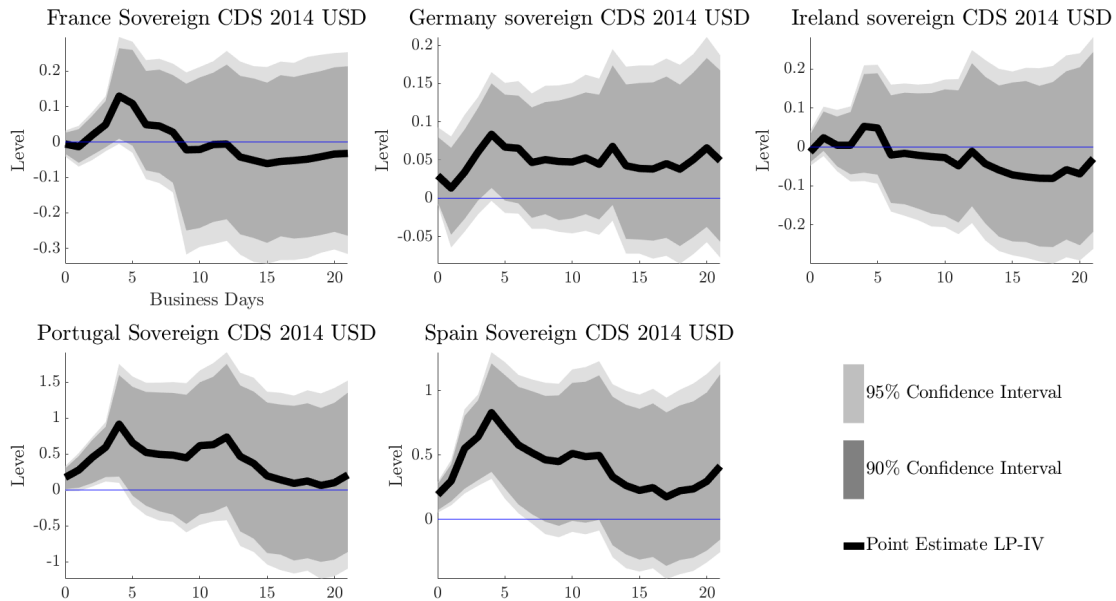 France Sovereign CDS 2014 USD
Level
0.2
0.1
0
-0.1
-0.2
-0.3
0 5 10 15 20
Business Days
Germany sovereign CDS 2014 USD
Level
0.2
0.15
0.1
0.05
0
-0.05
0 5 10 15 20
Ireland sovereign CDS 2014 USD
Level
0.2
0.1
0
-0.1
-0.2
0 5 10 15 20
Portugal Sovereign CDS 2014 USD
Level
1.5
1
0.5
0
-0.5
-1
0 5 10 15 20
Spain Sovereign CDS 2014 USD
Level
1
0.5
0
0 5 10 15 20
95% Confidence Interval
90% Confidence Interval
Point Estimate LP-IV